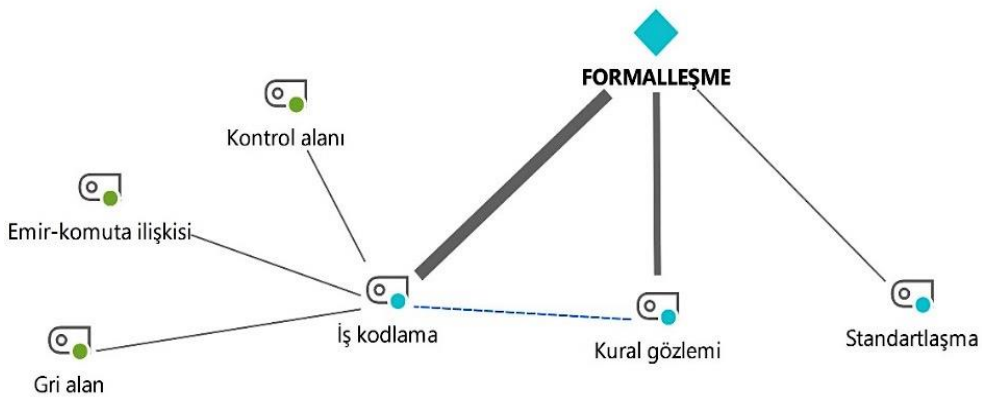 FORMALLEŞME
Kontrol alanı
Emir-komuta ilişkisi
İş kodlama
Kural gözlemi
Standartlaşma
Gri alan